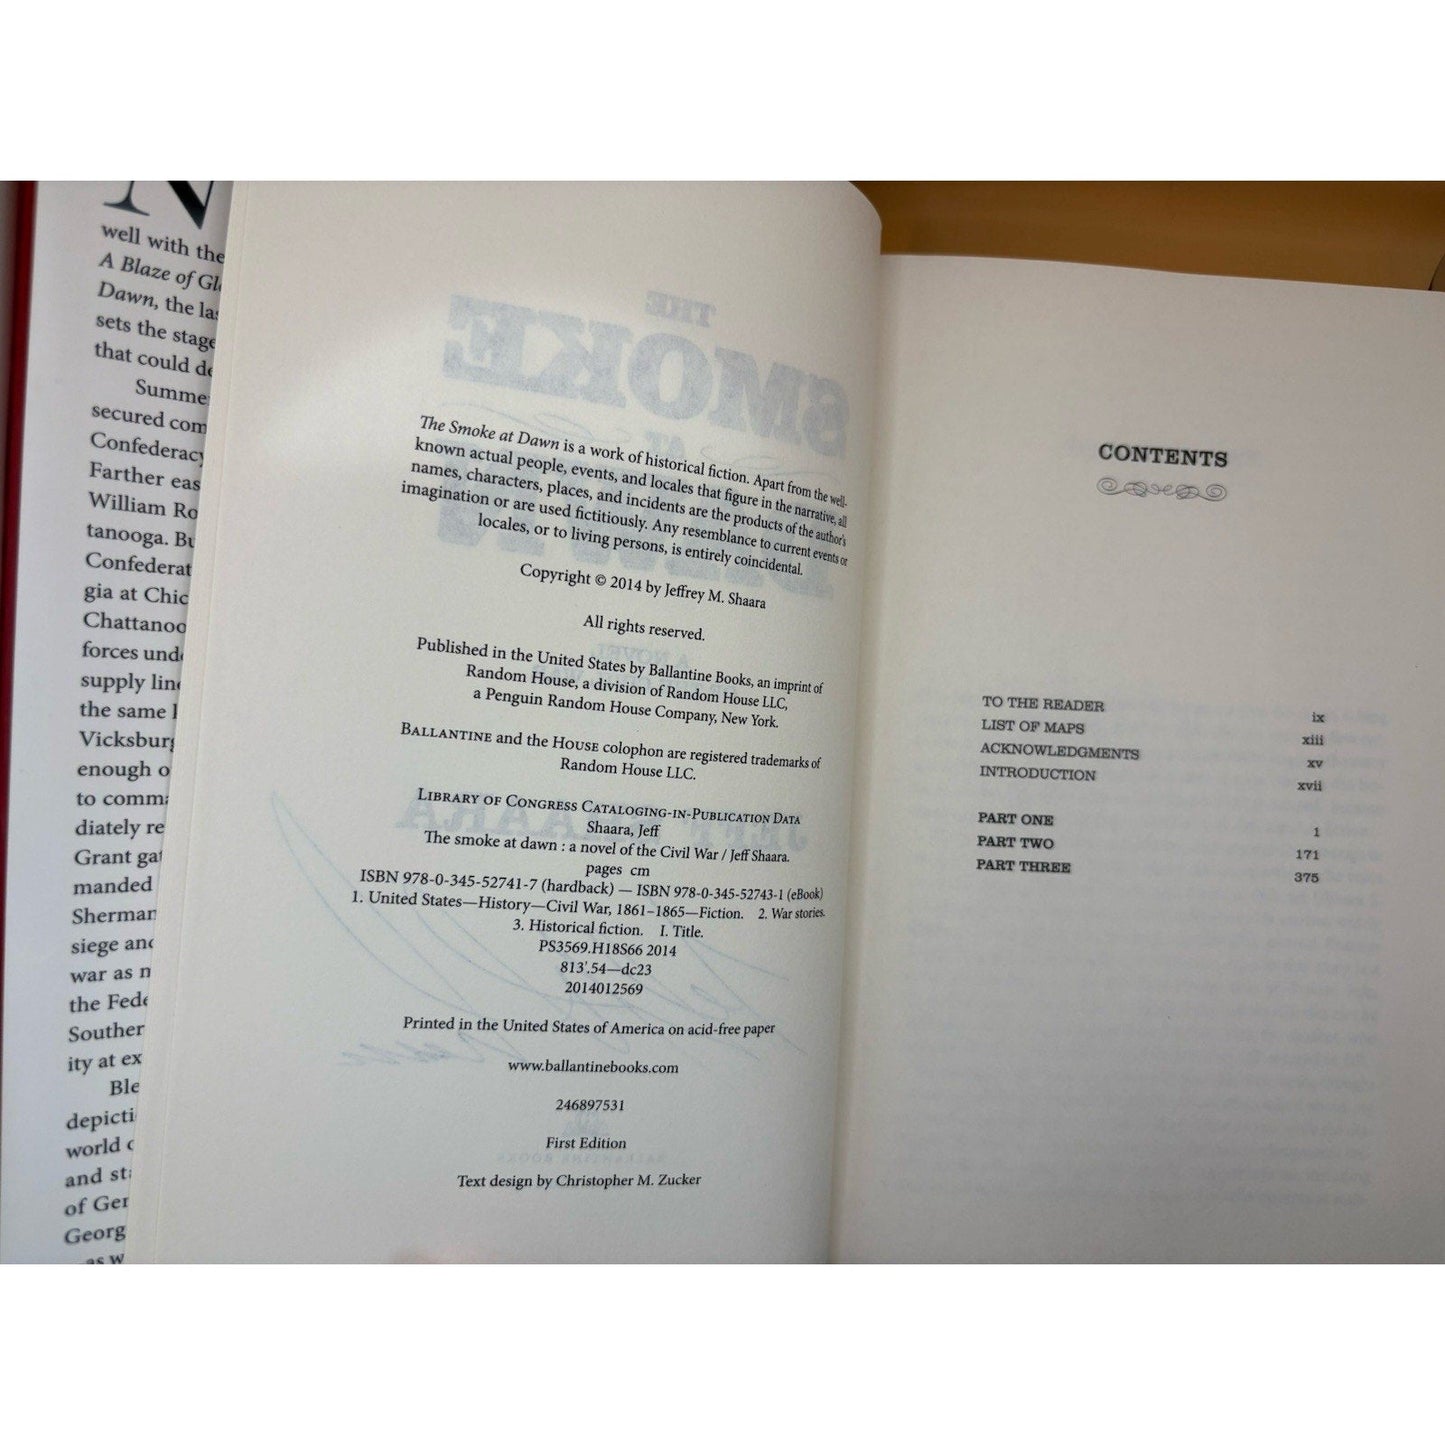 well with the
A Blaze of Gl
Dawn, the las
sets the stage
that could de
Summe
secured com
Confederacy
Farther eas
William Ro
tanooga. Bu
Confederat
gia at Chic
Chattanoo
forces unde
supply line
the same
Vicksburg
enough o
to comma
diately re
Grant gat
manded
Sherman
siege and
war as m
the Fede
Souther
ity at ex
Ble
depicti
world
and sta
of Ger
Georg
as w
THE
SMOKE
AT
DAWN
The Smoke at Dawn is a work of historical fiction. Apart from the well-
known actual people, events, and locales that figure in the narrative, all
names, characters, places, and incidents are the products of the author's
imagination or are used fictitiously. Any resemblance to current events or
locales, or to living persons, is entirely coincidental.
Copyright © 2014 by Jeffrey M. Shaara
All rights reserved.
Published in the United States by Ballantine Books, an imprint of
Random House, a division of Random House LLC,
a Penguin Random House Company, New York.
BALLANTINE and the HOUSE colophon are registered trademarks of
Random House LLC.
LIBRARY OF CONGRESS CATALOGING-IN-PUBLICATION DATA
Shaara, Jeff
The smoke at dawn : a novel of the Civil War / Jeff Shaara.
pages cm
ISBN 978-0-345-52741-7 (hardback) — ISBN 978-0-345-52743-1 (eBook)
1. United States—History—Civil War, 1861–1865—Fiction. 2. War stories.
3. Historical fiction. I. Title.
PS3569.H18S66 2014
813'.54—dc23
2014012569
Printed in the United States of America on acid-free paper
www.ballantinebooks.com
246897531
First Edition
Text design by Christopher M. Zucker
CONTENTS
TO THE READER ix
LIST OF MAPS xiii
ACKNOWLEDGMENTS xv
INTRODUCTION xvii
PART ONE 1
PART TWO 171
PART THREE 375